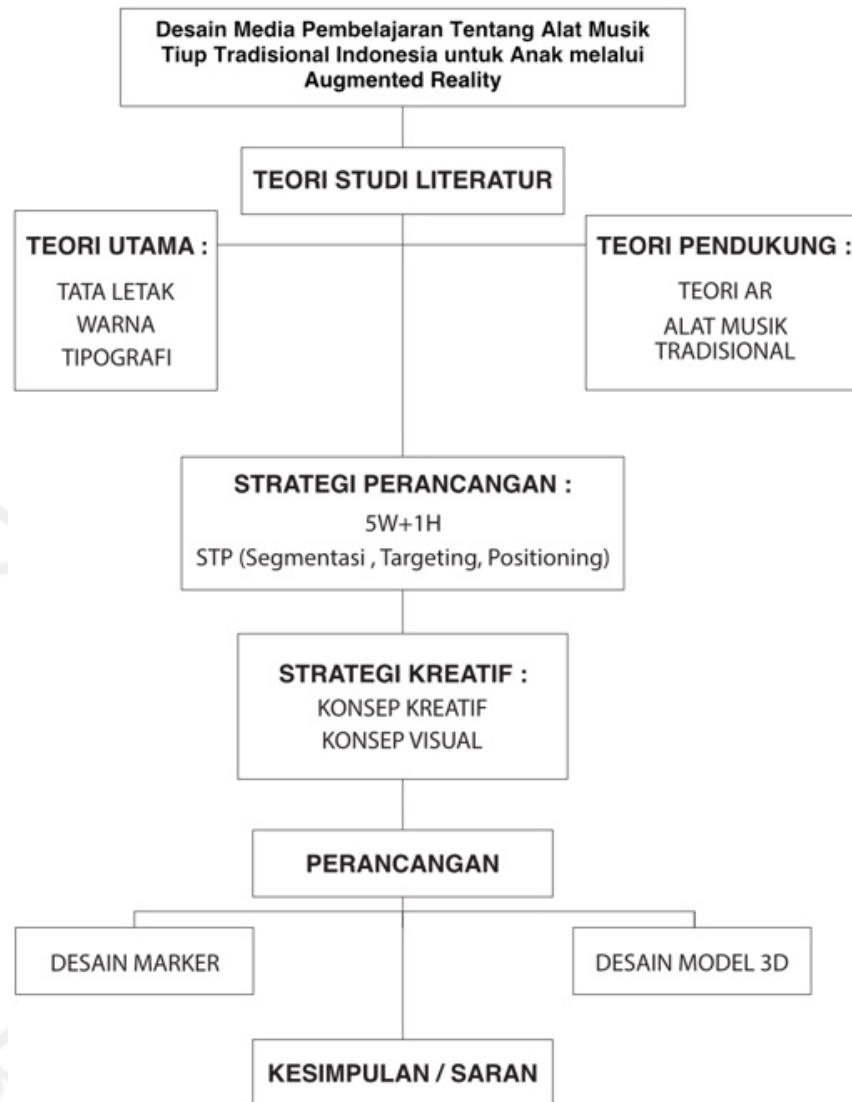 Desain Media Pembelajaran Tentang Alat Musik
Tiup Tradisional Indonesia untuk Anak melalui
Augmented Reality
TEORI STUDI LITERATUR
TEORI UTAMA :
TATA LETAK
WARNA
TIPOGRAFI
TEORI PENDUKUNG :
TEORI AR
ALAT MUSIK
TRADISIONAL
STRATEGI PERANCANGAN :
5W+1H
STP (Segmentasi , Targeting, Positioning)
STRATEGI KREATIF :
KONSEP KREATIF
KONSEP VISUAL
PERANCANGAN
DESAIN MARKER
DESAIN MODEL 3D
KESIMPULAN / SARAN